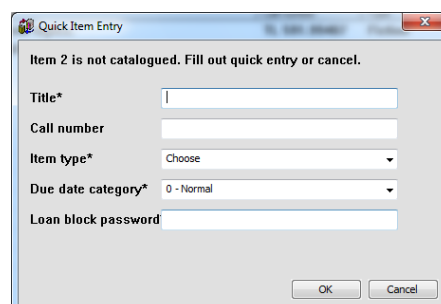 Quick Item Entry
Item 2 is not catalogued. Fill out quick entry or cancel.
Title*
Call number
Item type* Choose
Due date category* 0 - Normal
Loan block password
OK Cancel